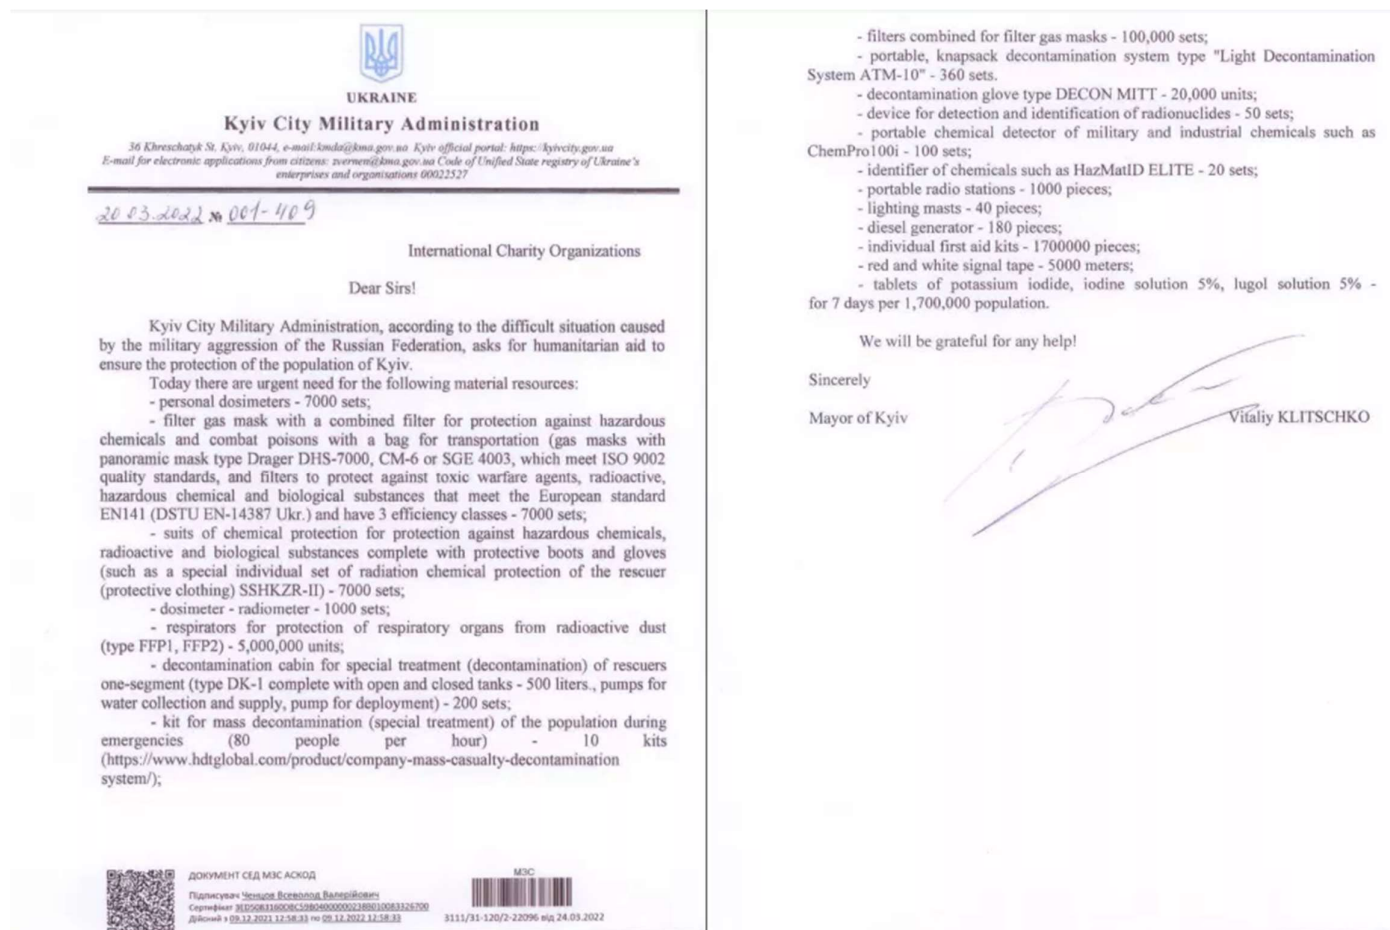 UKRAINE
Kyiv City Military Administration
36 Khreschatyk St, Kyiv, 01044, e-mail:kmda@kma.gov.ua Kyiv official portal: https://kyivcity.gov.ua
E-mail for electronic applications from citizens: zvernem@kma.gov.ua Code of Unified State registry of Ukraine's
enterprises and organisations 00022527
20.03.2022 № 001-409
International Charity Organizations
Dear Sirs!
Kyiv City Military Administration, according to the difficult situation caused
by the military aggression of the Russian Federation, asks for humanitarian aid to
ensure the protection of the population of Kyiv.
Today there are urgent need for the following material resources:
- personal dosimeters - 7000 sets;
- filter gas mask with a combined filter for protection against hazardous
chemicals and combat poisons with a bag for transportation (gas masks with
panoramic mask type Drager DHS-7000, CM-6 or SGE 4003, which meet ISO 9002
quality standards, and filters to protect against toxic warfare agents, radioactive,
hazardous chemical and biological substances that meet the European standard
EN141 (DSTU EN-14387 Ukr.) and have 3 efficiency classes - 7000 sets;
- suits of chemical protection for protection against hazardous chemicals,
radioactive and biological substances complete with protective boots and gloves
(such as a special individual set of radiation chemical protection of the rescuer
(protective clothing) SSHKZR-II) - 7000 sets;
- dosimeter - radiometer - 1000 sets;
- respirators for protection of respiratory organs from radioactive dust
(type FFP1, FFP2) - 5,000,000 units;
- decontamination cabin for special treatment (decontamination) of rescuers
one-segment (type DK-1 complete with open and closed tanks - 500 liters., pumps for
water collection and supply, pump for deployment) - 200 sets;
- kit for mass decontamination (special treatment) of the population during
emergencies (80 people per hour) - 10 kits
(https://www.hdtglobal.com/product/company-mass-casualty-decontamination
system/);
ДОКУМЕНТ СЕД МЗС АСКОД
Підписувач Ченцов Всеволод Валерійович
Сертифікат
Дійсний з 09.12.2021 12:58:33 по 09.12.2022 12:58:33
МЗС
3111/31-120/2-22096 від 24.03.2022
- filters combined for filter gas masks - 100,000 sets;
- portable, knapsack decontamination system type "Light Decontamination
System ATM-10" - 360 sets.
- decontamination glove type DECON MITT - 20,000 units;
- device for detection and identification of radionuclides - 50 sets;
- portable chemical detector of military and industrial chemicals such as
ChemPro100i - 100 sets;
- identifier of chemicals such as HazMatID ELITE - 20 sets;
- portable radio stations - 1000 pieces;
- lighting masts - 40 pieces;
- diesel generator - 180 pieces;
- individual first aid kits - 1700000 pieces;
- red and white signal tape - 5000 meters;
- tablets of potassium iodide, iodine solution 5%, lugol solution 5% -
for 7 days per 1,700,000 population.
We will be grateful for any help!
Sincerely
Mayor of Kyiv Vitaliy KLITSCHKO